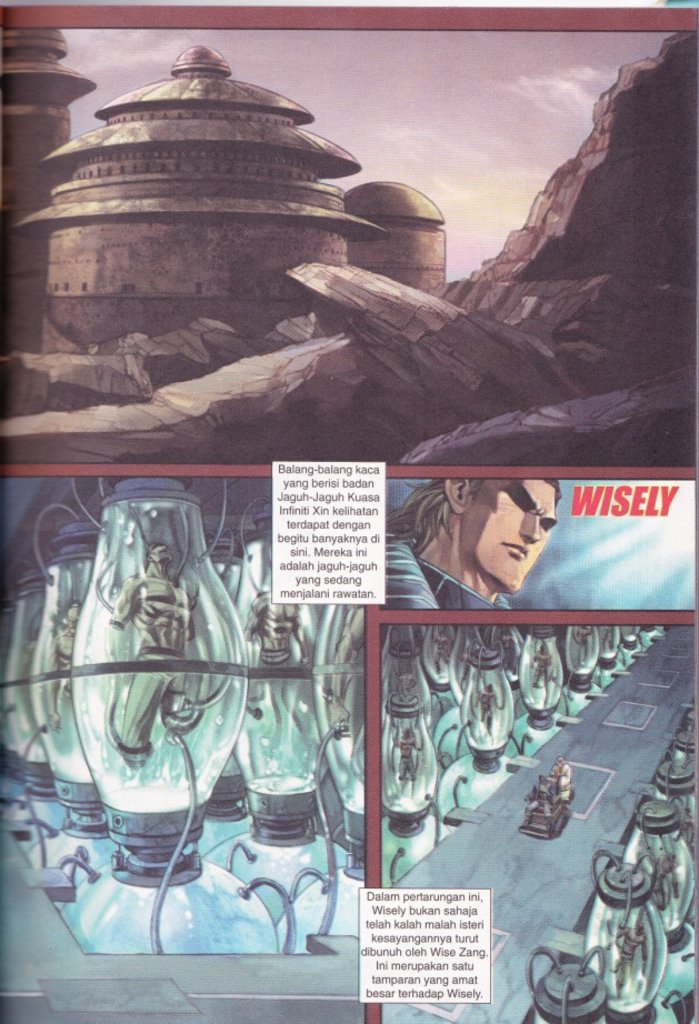 Balang-balang kaca
yang berisi badan
Jaguh-Jaguh Kuasa
Infiniti Xin kelihatan
terdapat dengan
begitu banyaknya di
sini. Mereka ini
adalah jaguh-jaguh
yang sedang
menjalani rawatan.
WISELY
Dalam pertarungan ini,
Wisely bukan sahaja
telah kalah malah isteri
kesayangannya turut
dibunuh oleh Wise Zang.
Ini merupakan satu
tamparan yang amat
besar terhadap Wisely.